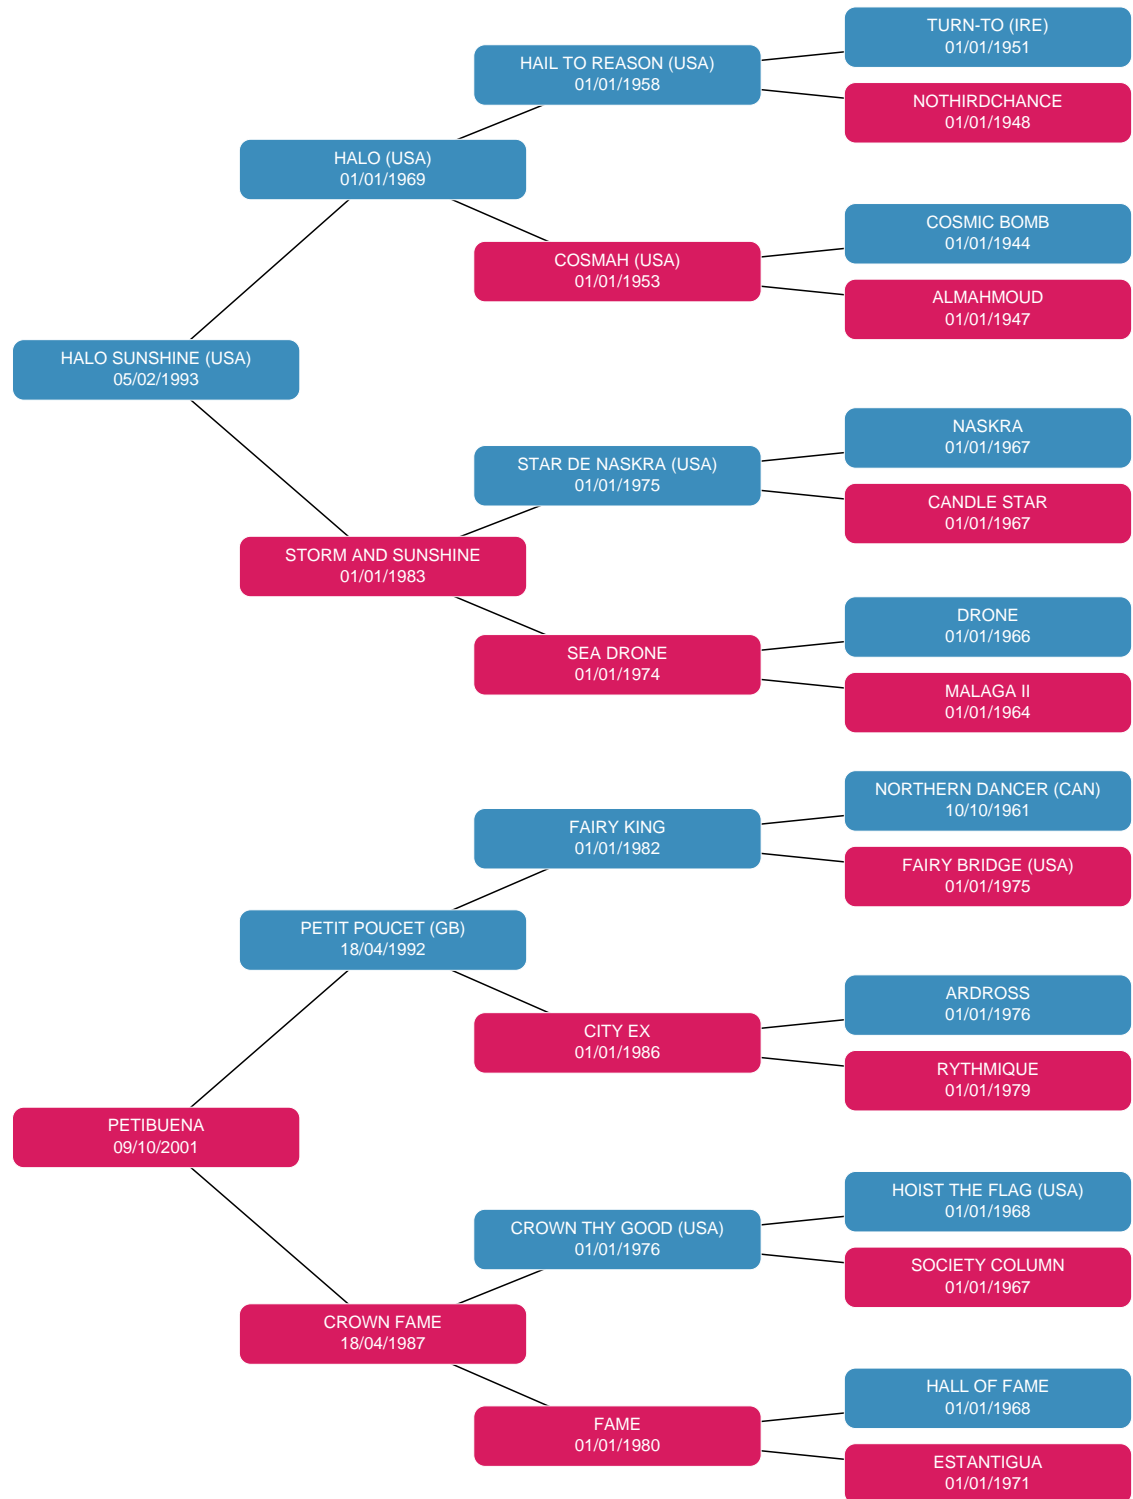 TURN-TO (IRE)
01/01/1951
HAIL TO REASON (USA)
01/01/1958
NOTHIRDCHANCE
01/01/1948
HALO (USA)
01/01/1969
COSMIC BOMB
01/01/1944
COSMAH (USA)
01/01/1953
ALMAHMOUD
01/01/1947
HALO SUNSHINE (USA)
05/02/1993
NASKRA
01/01/1967
STAR DE NASKRA (USA)
01/01/1975
CANDLE STAR
01/01/1967
STORM AND SUNSHINE
01/01/1983
DRONE
01/01/1966
SEA DRONE
01/01/1974
MALAGA II
01/01/1964
NORTHERN DANCER (CAN)
10/10/1961
FAIRY KING
01/01/1982
FAIRY BRIDGE (USA)
01/01/1975
PETIT POUCET (GB)
18/04/1992
ARDROSS
01/01/1976
CITY EX
01/01/1986
RYTHMIQUE
01/01/1979
PETIBUENA
09/10/2001
HOIST THE FLAG (USA)
01/01/1968
CROWN THY GOOD (USA)
01/01/1976
SOCIETY COLUMN
01/01/1967
CROWN FAME
18/04/1987
HALL OF FAME
01/01/1968
FAME
01/01/1980
ESTANTIGUA
01/01/1971